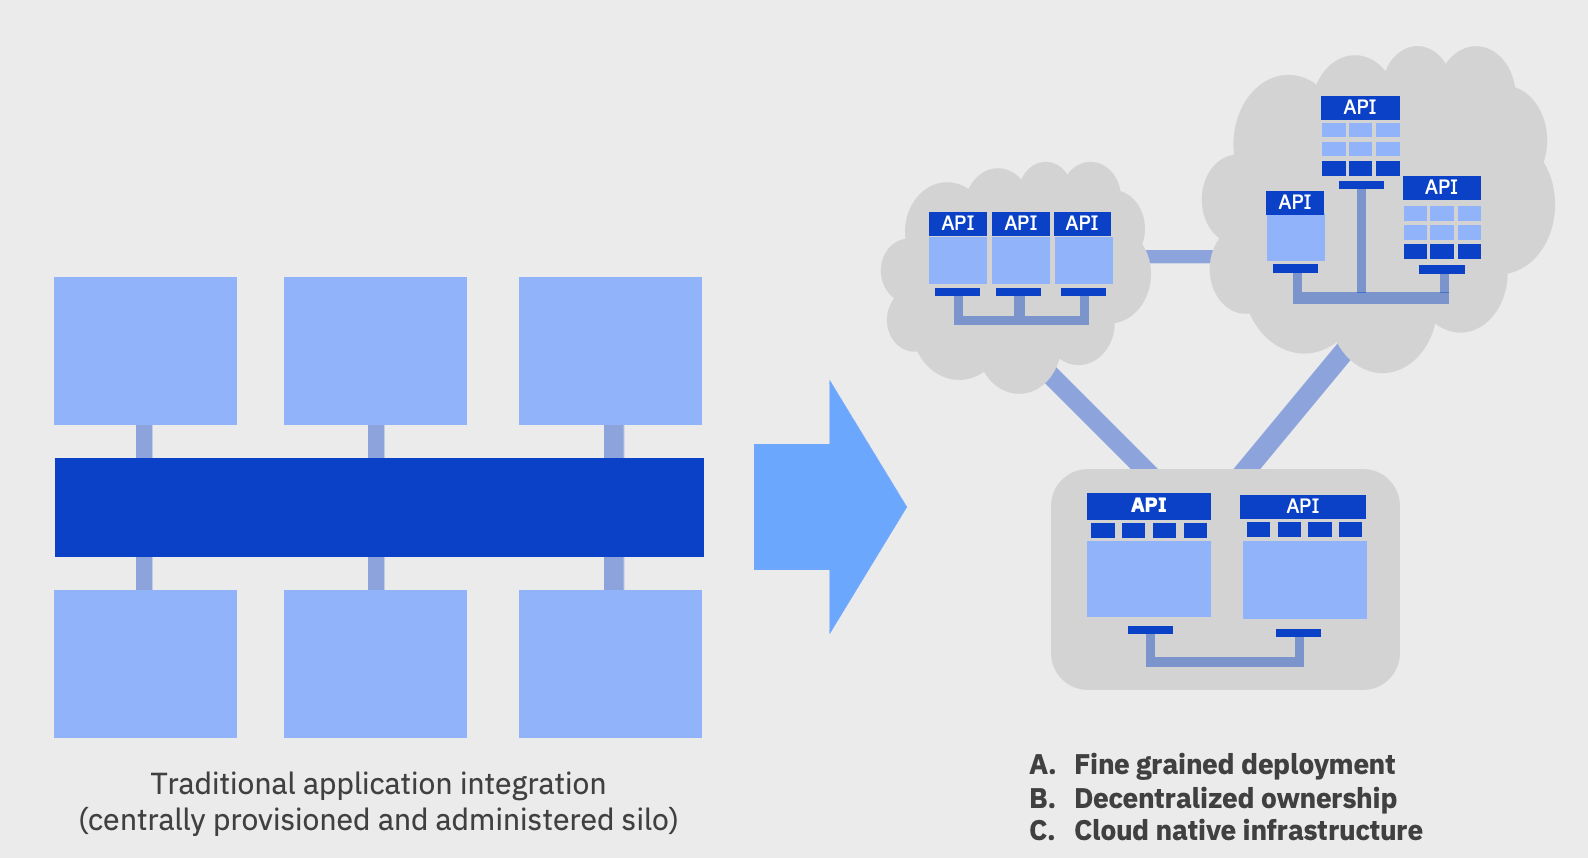 API
API
API
API
API
API
API
API
Traditional application integration
(centrally provisioned and administered silo)
A. Fine grained deployment
B. Decentralized ownership
C. Cloud native infrastructure